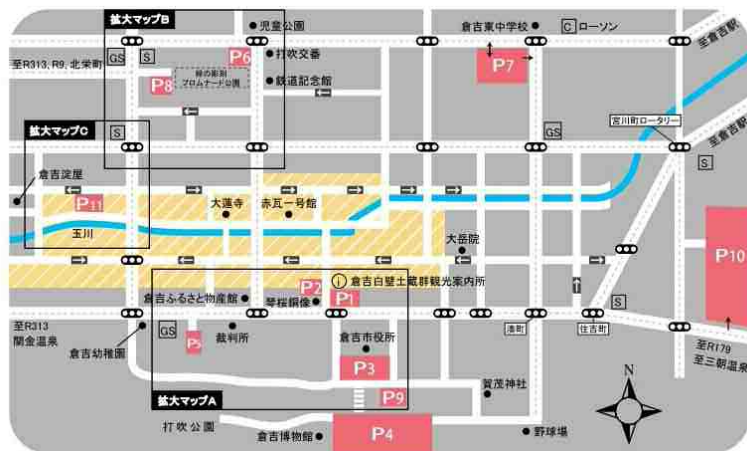 拡大マップB
児童公園
倉吉東中学校
C ローソン
至倉吉駅
GS
S
P6
打吹交番
至R313, R9, 北栄町
緑の彫刻
プロムナード公園
P8
鉄道記念館
P7
拡大マップC
S
GS
宮川町ロータリー
至倉吉駅
S
倉吉淀屋
P11
大蓮寺
赤瓦一号館
玉川
大岳院
P10
P2
i 倉吉白壁土蔵群観光案内所
倉吉ふるさと物産館
琴桜銅像
P1
S
至R313
関金温泉
GS
P5
裁判所
倉吉市役所
湊町
住吉町
倉吉幼稚園
至R179
至三朝温泉
P3
拡大マップA
P9
賀茂神社
N
打吹公園
倉吉博物館
P4
野球場